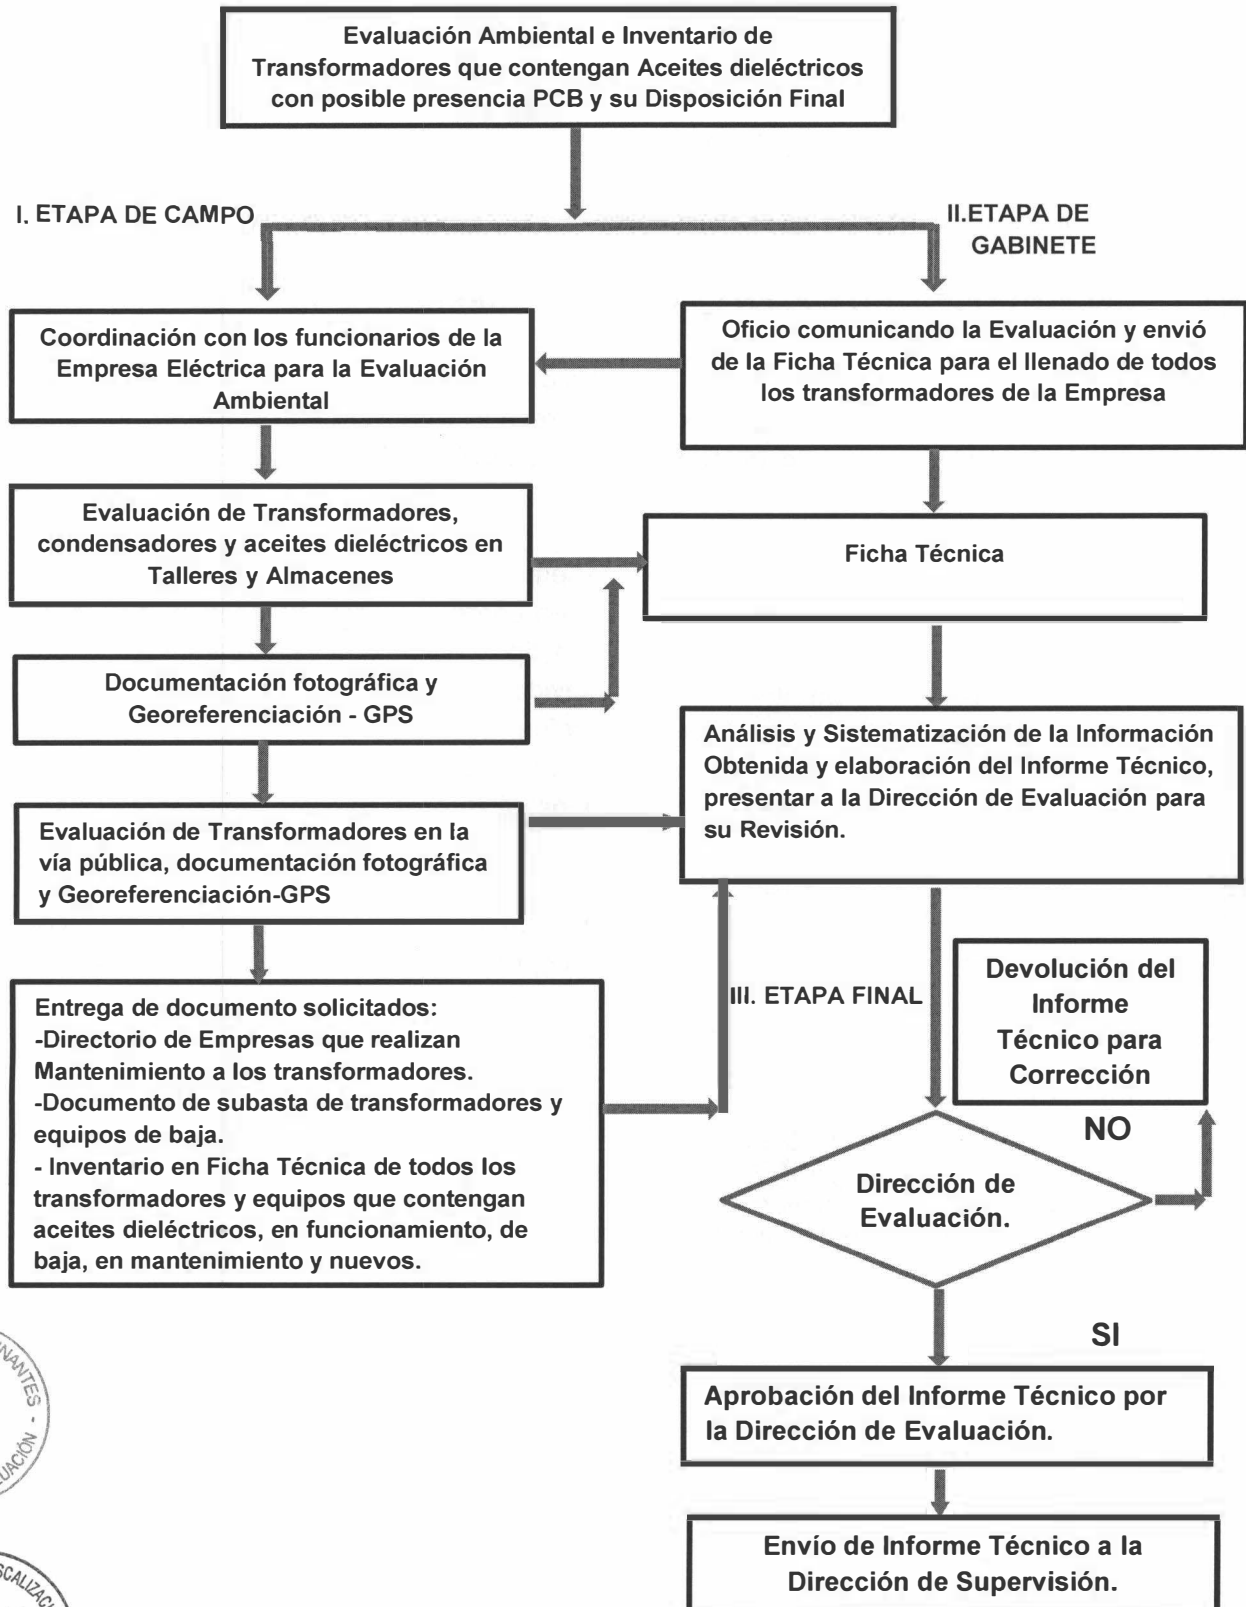 Evaluación Ambiental e Inventario de
Transformadores que contengan Aceites dieléctricos
con posible presencia PCB y su Disposición Final
I. ETAPA DE CAMPO
II.ETAPA DE
GABINETE
Coordinación con los funcionarios de la
Empresa Eléctrica para la Evaluación
Ambiental
Oficio comunicando la Evaluación y envió
de la Ficha Técnica para el llenado de todos
los transformadores de la Empresa
Evaluación de Transformadores,
condensadores y aceites dieléctricos en
Talleres y Almacenes
Ficha Técnica
Documentación fotográfica y
Georeferenciación - GPS
Análisis y Sistematización de la Información
Obtenida y elaboración del Informe Técnico,
presentar a la Dirección de Evaluación para
su Revisión.
Evaluación de Transformadores en la
vía pública, documentación fotográfica
y Georeferenciación-GPS
Entrega de documento solicitados:
-Directorio de Empresas que realizan
Mantenimiento a los transformadores.
-Documento de subasta de transformadores y
equipos de baja.
- Inventario en Ficha Técnica de todos los
transformadores y equipos que contengan
aceites dieléctricos, en funcionamiento, de
baja, en mantenimiento y nuevos.
III. ETAPA FINAL
Devolución del
Informe
Técnico para
Corrección
NO
Dirección de
Evaluación.
SI
Aprobación del Informe Técnico por
la Dirección de Evaluación.
Envío de Informe Técnico a la
Dirección de Supervisión.